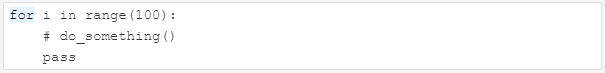 for i in range(100):
    # do_something()
    pass